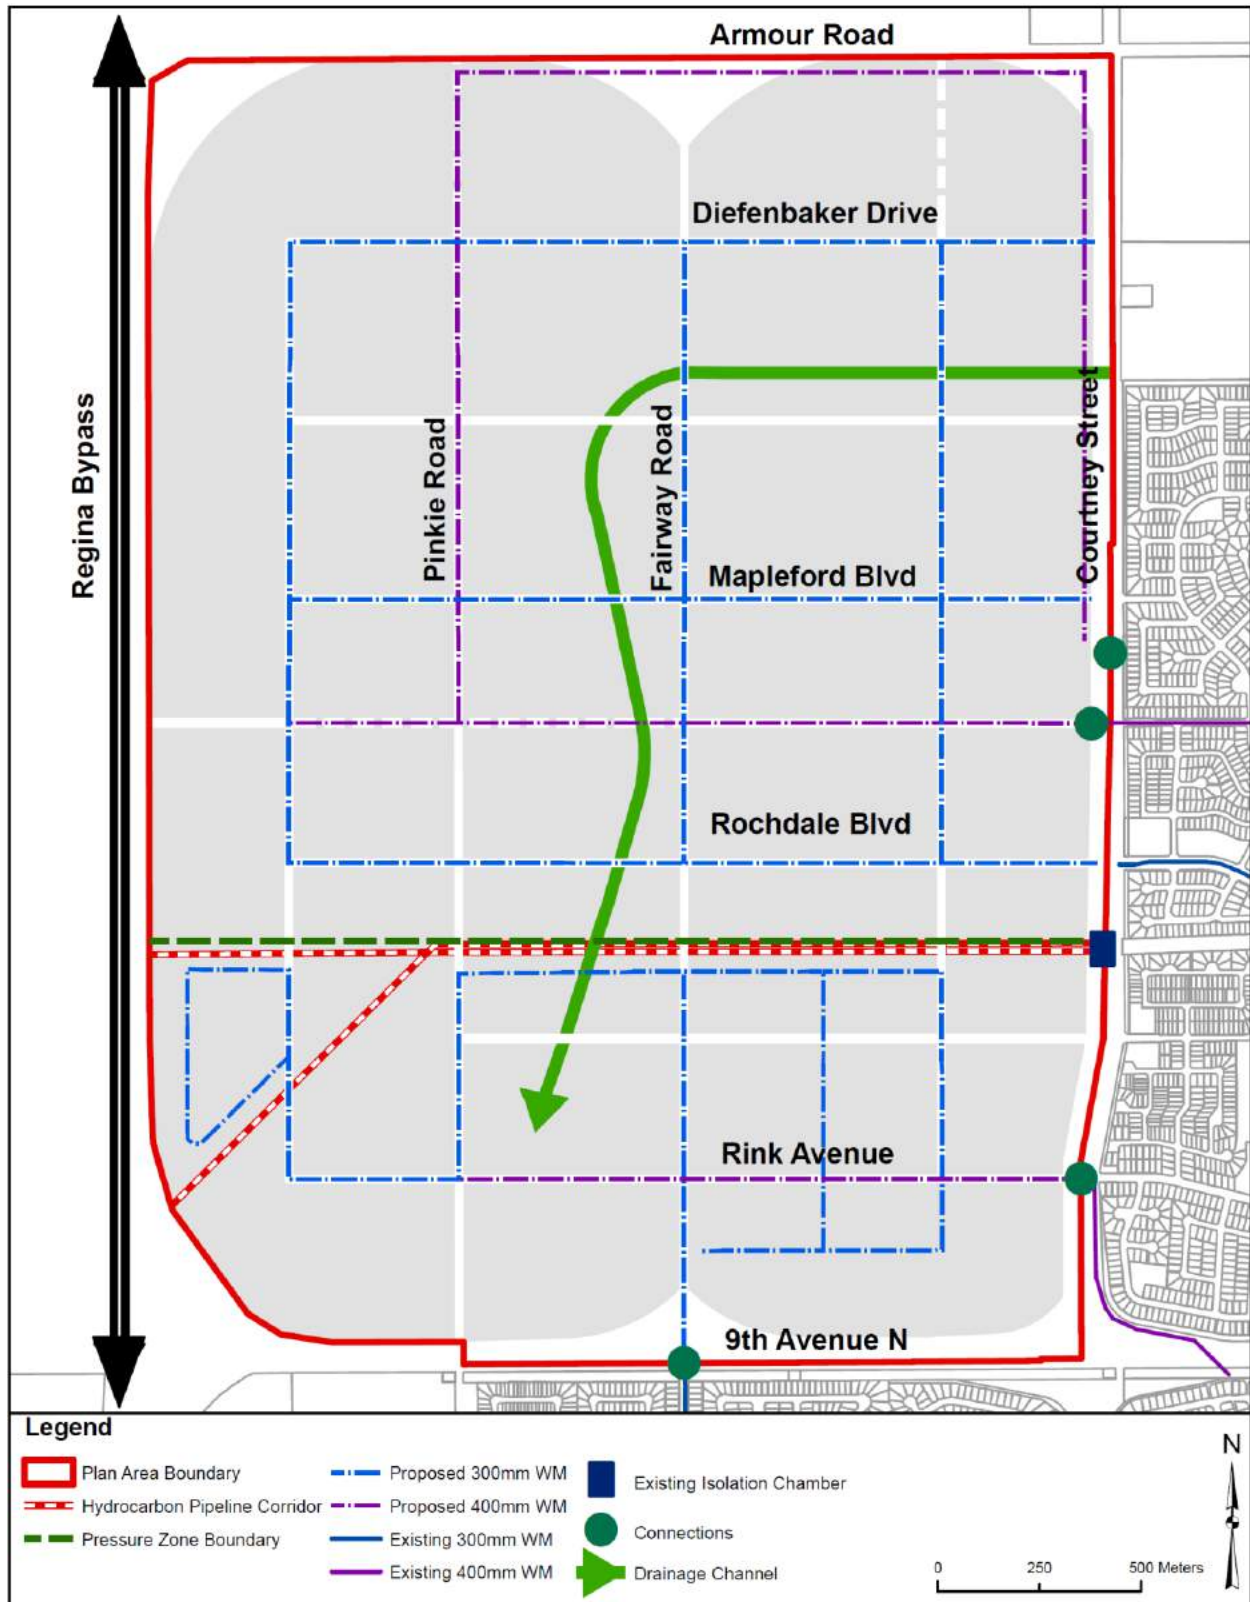 Armour Road
Diefenbaker Drive
Regina Bypass
Pinkie Road
Fairway Road
Courtney Street
Mapleford Blvd
Rochdale Blvd
Rink Avenue
9th Avenue N
Legend
Plan Area Boundary
Hydrocarbon Pipeline Corridor
Pressure Zone Boundary
Proposed 300mm WM
Proposed 400mm WM
Existing 300mm WM
Existing 400mm WM
Existing Isolation Chamber
Connections
Drainage Channel
N
0 250 500 Meters